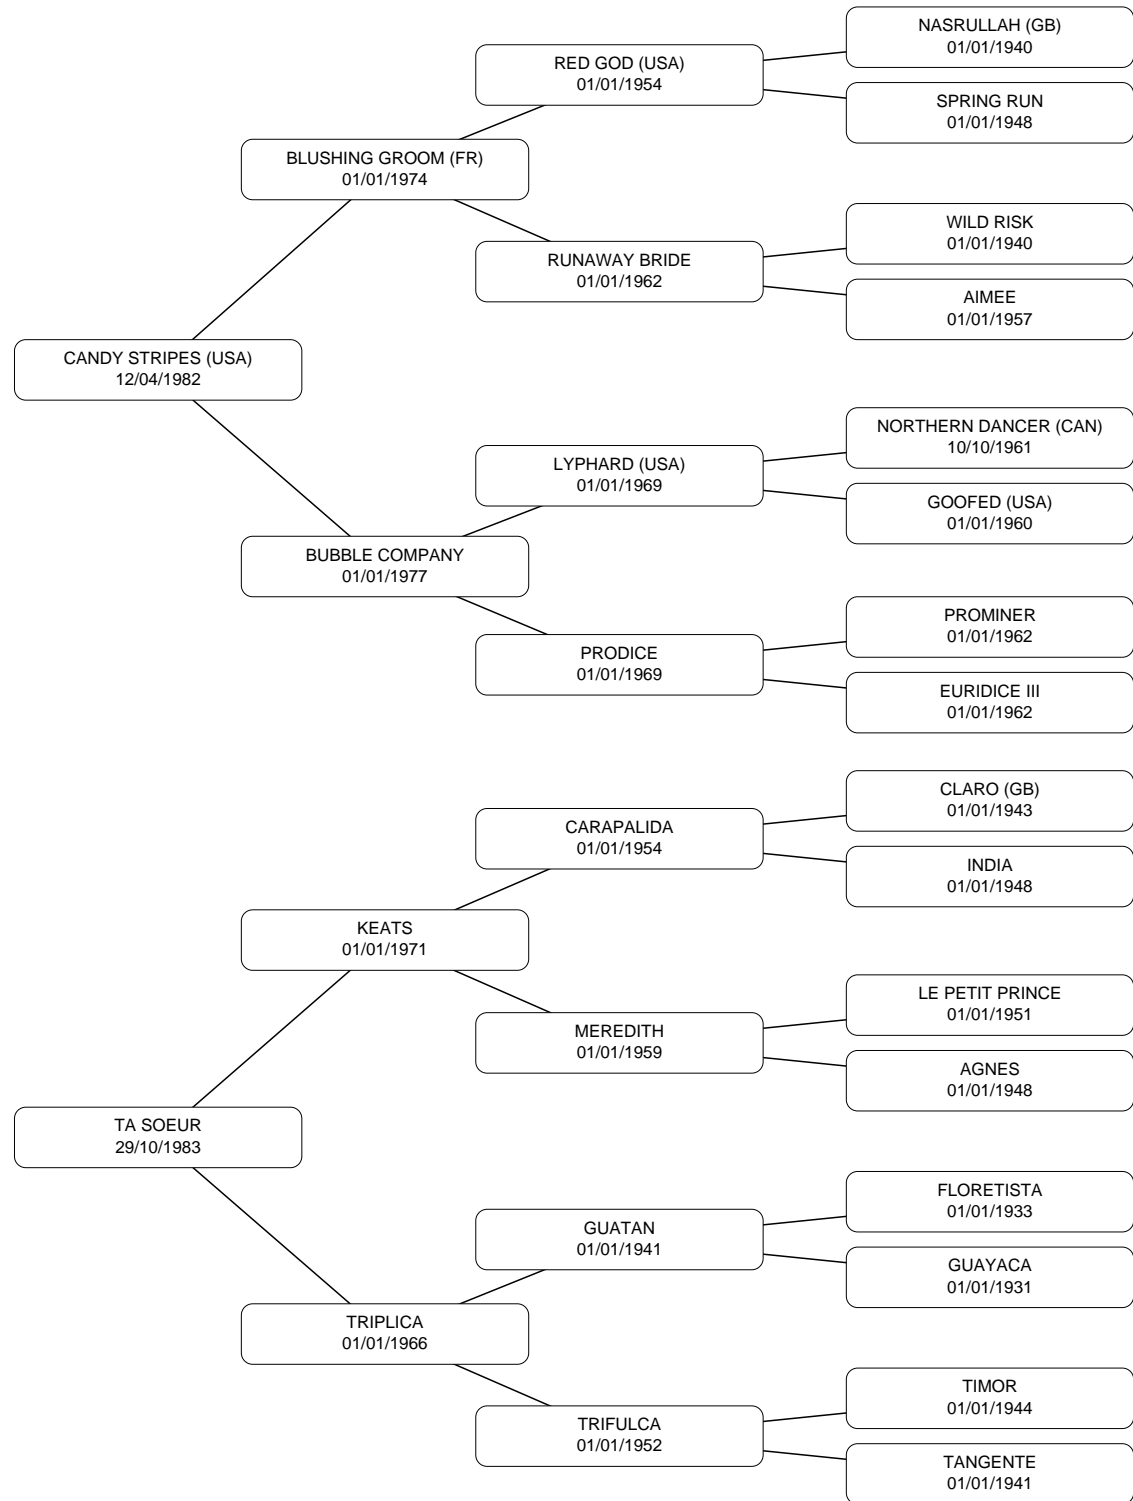 NASRULLAH (GB)
01/01/1940
RED GOD (USA)
01/01/1954
SPRING RUN
01/01/1948
BLUSHING GROOM (FR)
01/01/1974
WILD RISK
01/01/1940
RUNAWAY BRIDE
01/01/1962
AIMEE
01/01/1957
CANDY STRIPES (USA)
12/04/1982
NORTHERN DANCER (CAN)
10/10/1961
LYPHARD (USA)
01/01/1969
GOOFED (USA)
01/01/1960
BUBBLE COMPANY
01/01/1977
PROMINER
01/01/1962
PRODICE
01/01/1969
EURIDICE III
01/01/1962
CLARO (GB)
01/01/1943
CARAPALIDA
01/01/1954
INDIA
01/01/1948
KEATS
01/01/1971
LE PETIT PRINCE
01/01/1951
MEREDITH
01/01/1959
AGNES
01/01/1948
TA SOEUR
29/10/1983
FLORETISTA
01/01/1933
GUATAN
01/01/1941
GUAYACA
01/01/1931
TRIPLICA
01/01/1966
TIMOR
01/01/1944
TRIFULCA
01/01/1952
TANGENTE
01/01/1941